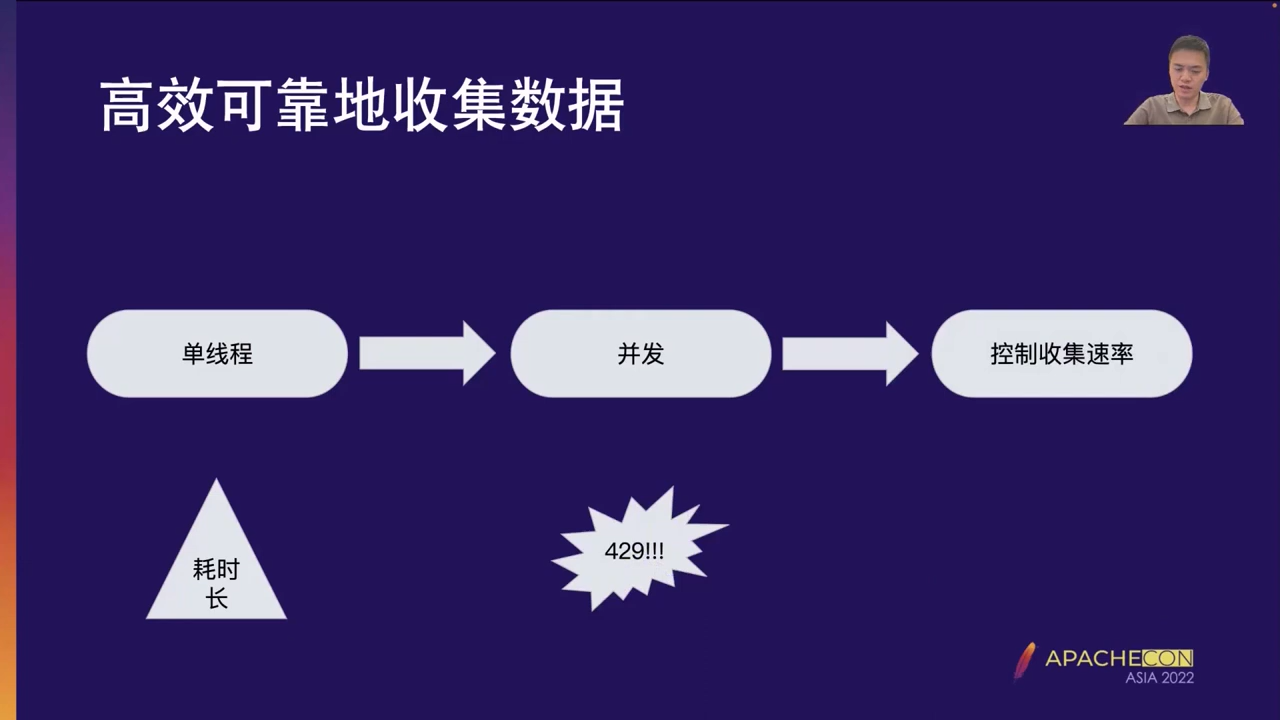 高效可靠地收集数据
单线程
并发
控制收集速率
耗时
长
429!!!
APACHECON
ASIA 2022